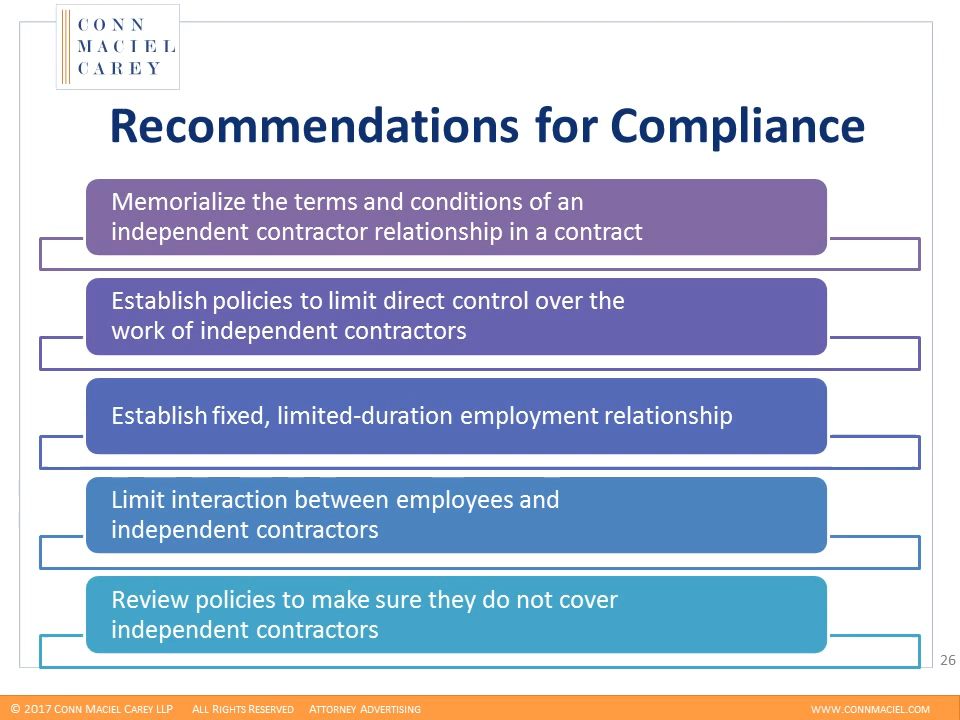 CONN
MACIEL
CAREY
Recommendations for Compliance
Memorialize the terms and conditions of an
independent contractor relationship in a contract
Establish policies to limit direct control over the
work of independent contractors
Establish fixed, limited-duration employment relationship
Limit interaction between employees and
independent contractors
Review policies to make sure they do not cover
independent contractors
26
© 2017 CONN MACIEL CAREY LLP ALL RIGHTS RESERVED ATTORNEY ADVERTISING WWW.CONNMACIEL.COM